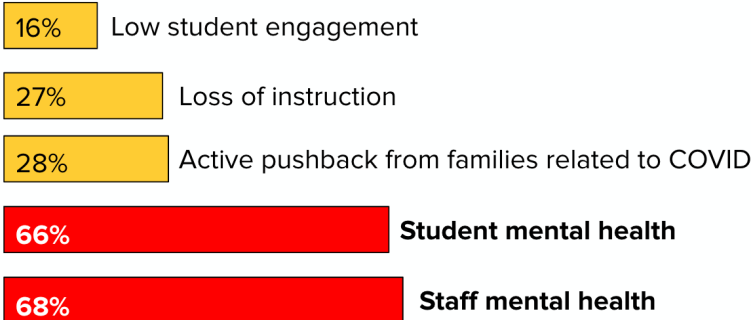 16% Low student engagement
27% Loss of instruction
28% Active pushback from families related to COVID
66% Student mental health
68% Staff mental health